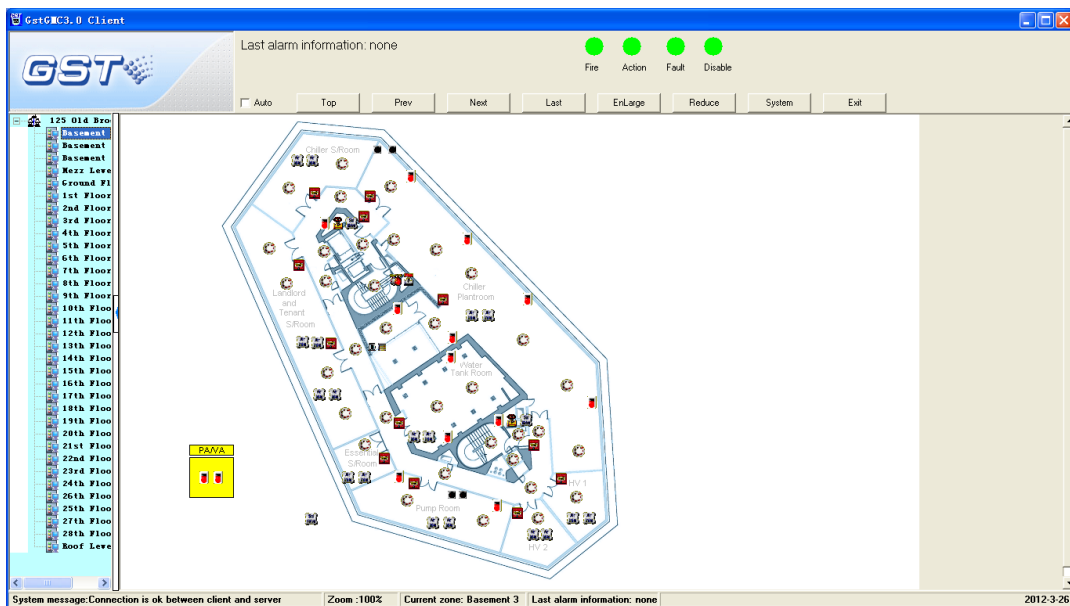 GstGMC3.0 Client
GST
Last alarm information: none
Fire Action Fault Disable
Auto Top Prev Next Last EnLarge Reduce System Exit
125 Old Bro
Basement
Basement
Basement
Mezz Leve
Ground Fl
1st Floor
2nd Floor
3rd Floor
4th Floor
5th Floor
6th Floor
7th Floor
8th Floor
9th Floor
10th Floo
11th Floo
12th Floo
13th Floo
14th Floo
15th Floo
16th Floo
17th Floo
18th Floo
19th Floo
20th Floo
21st Floo
22nd Floo
23rd Floo
24th Floo
26th Floo
25th Floo
27th Floo
28th Floo
Roof Leve
Chiller S/Room
Landlord
and
Tenant
S/Room
Chiller
Plantroom
Water
Tank Room
PA/VA
Essential
S/Room
Pump Room
HV 1
HV 2
System message:Connection is ok between client and server Zoom :100% Current zone: Basement 3 Last alarm information: none 2012-3-26